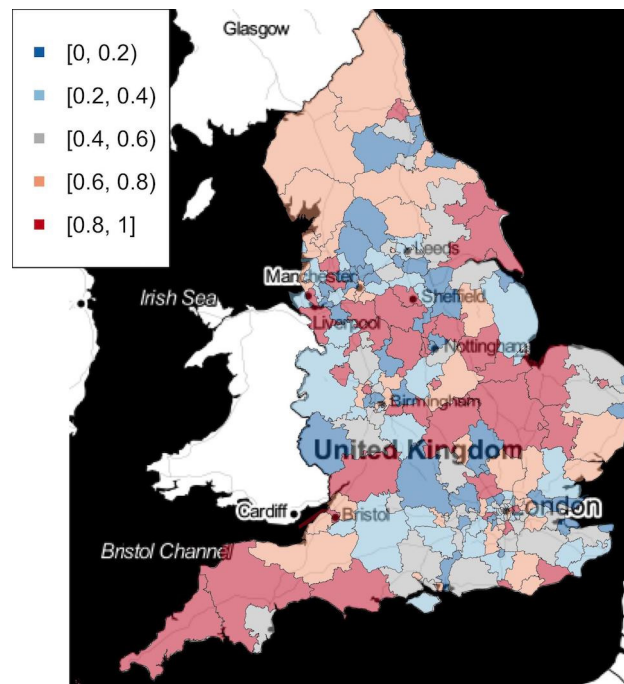 Glasgow
[0, 0.2)
[0.2, 0.4)
[0.4, 0.6)
[0.6, 0.8)
[0.8, 1]
Leeds
Manchester
Irish Sea
Sheffield
Liverpool
Nottingham
Birmingham
United Kingdom
London
Cardiff
Bristol
Bristol Channel